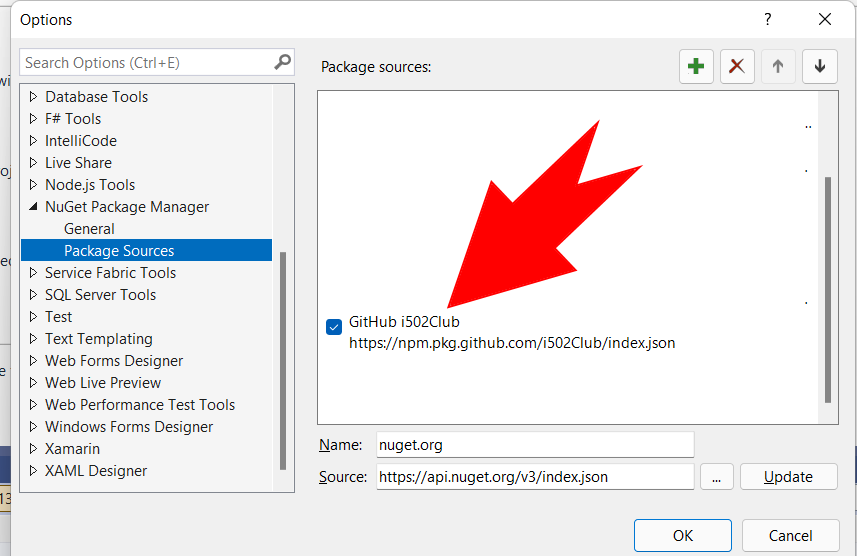 Options
?
Search Options (Ctrl+E)
Package sources:
Database Tools
F# Tools
IntelliCode
Live Share
Node.js Tools
NuGet Package Manager
General
Package Sources
Service Fabric Tools
SQL Server Tools
Test
Text Templating
Web Forms Designer
Web Live Preview
Web Performance Test Tools
Windows Forms Designer
Xamarin
XAML Designer
..
.
.
GitHub i502Club
https://npm.pkg.github.com/i502Club/index.json
Name: nuget.org
Source: https://api.nuget.org/v3/index.json ... Update
OK Cancel